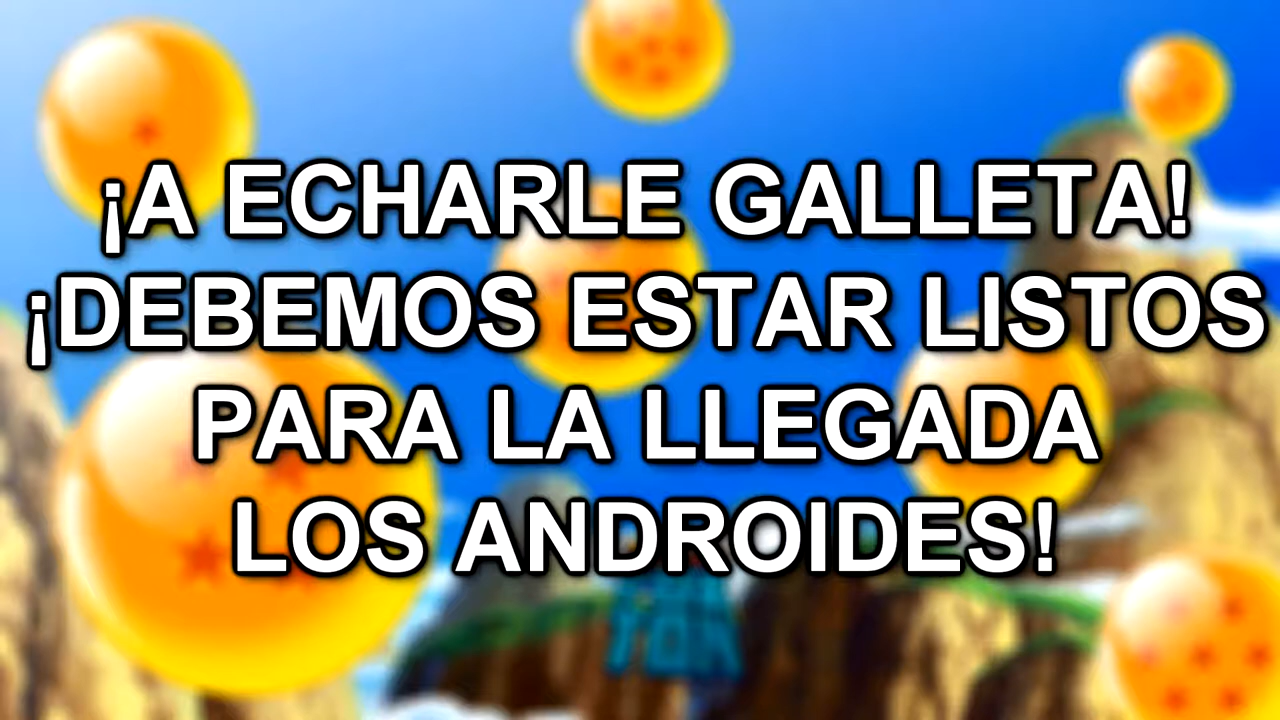 ¡A ECHARLE GALLETA!
¡DEBEMOS ESTAR LISTOS
PARA LA LLEGADA
LOS ANDROIDES!